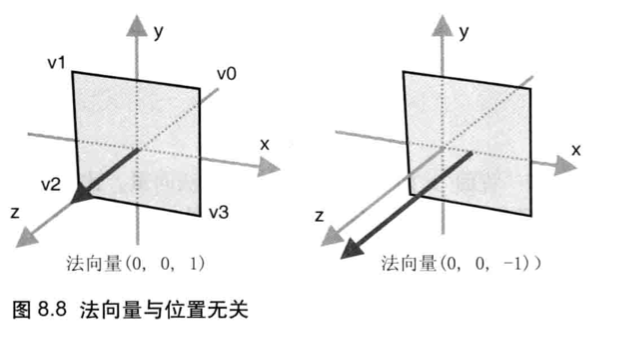 y
v1
v0
x
v2
z
v3
法向量(0, 0, 1)
y
x
z
法向量(0, 0, -1))
图 8.8 法向量与位置无关